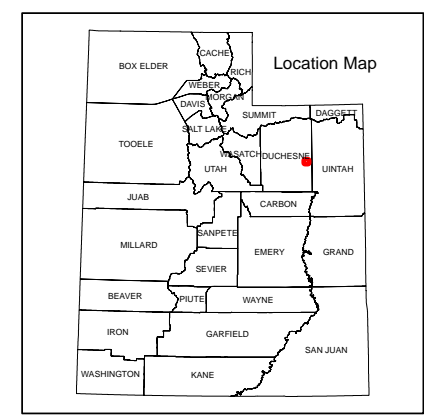 Location Map
CACHE
BOX ELDER
RICH
WEBER
MORGAN
DAVIS
SUMMIT
DAGGETT
SALT LAKE
TOOELE
WASATCH
DUCHESNE
UTAH
UINTAH
JUAB
CARBON
SANPETE
MILLARD
EMERY
GRAND
SEVIER
BEAVER
PIUTE
WAYNE
IRON
GARFIELD
SAN JUAN
WASHINGTON
KANE